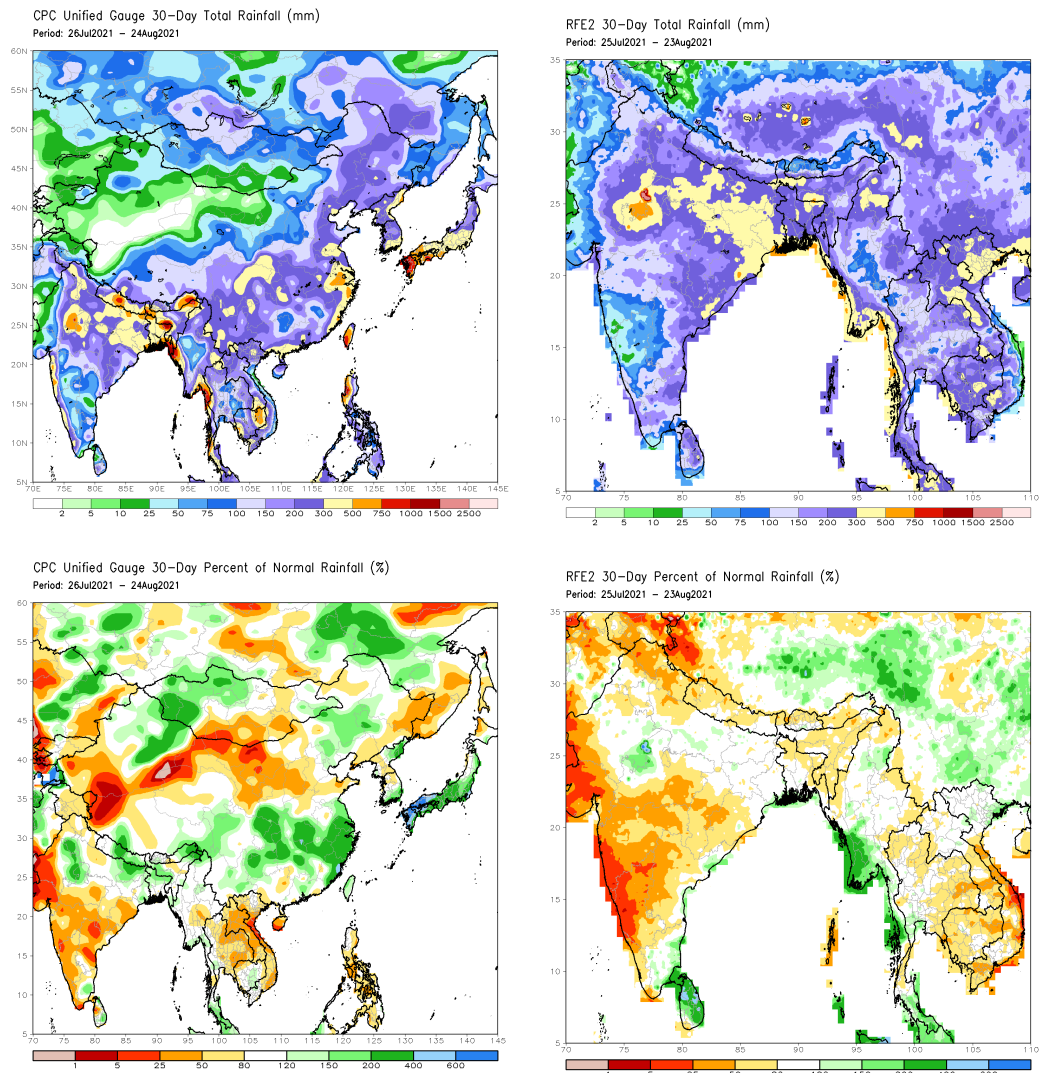 CPC Unified Gauge 30-Day Total Rainfall (mm)
Period: 26Jul2021 - 24Aug2021
60N
55N
50N
45N
40N
35N
30N
25N
20N
15N
10N
5N
70E 75E 80E 85E 90E 95E 100E 105E 110E 115E 120E 125E 130E 135E 140E 145E
2 5 10 25 50 75 100 150 200 300 500 750 1000 1500 2500
RFE2 30-Day Total Rainfall (mm)
Period: 25Jul2021 - 23Aug2021
35
30
25
20
15
10
5
70 75 80 85 90 95 100 105 110
2 5 10 25 50 75 100 150 200 300 500 750 1000 1500 2500
CPC Unified Gauge 30-Day Percent of Normal Rainfall (%)
Period: 26Jul2021 - 24Aug2021
60
55
50
45
40
35
30
25
20
15
10
5
70 75 80 85 90 95 100 105 110 115 120 125 130 135 140 145
1 5 25 50 80 120 150 200 400 600
RFE2 30-Day Percent of Normal Rainfall (%)
Period: 25Jul2021 - 23Aug2021
35
30
25
20
15
10
5
70 75 80 85 90 95 100 105 110